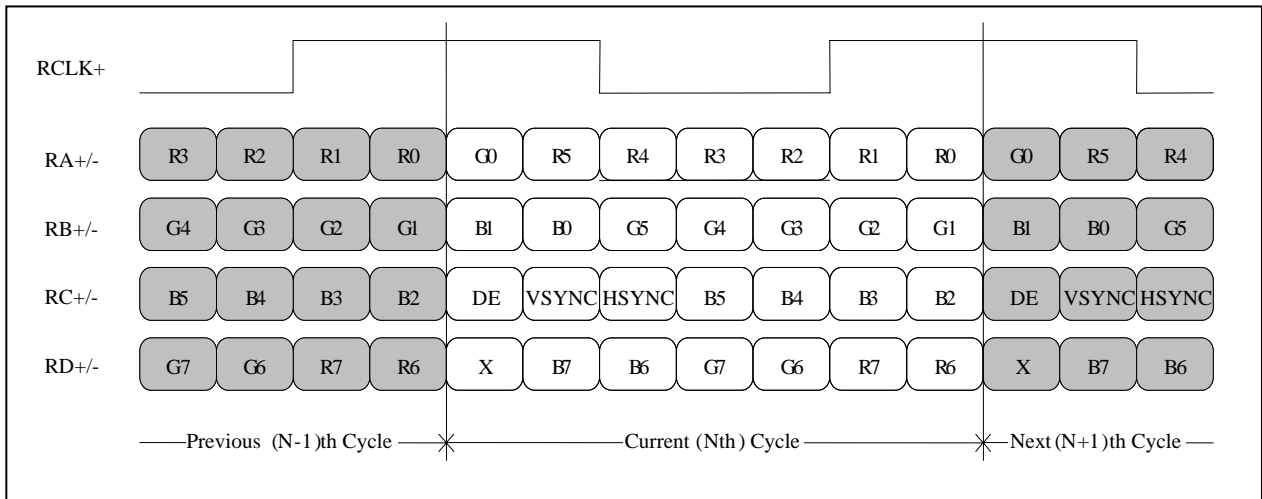 RCLK+
RA+/- R3 R2 R1 R0 G0 R5 R4 R3 R2 R1 R0 G0 R5 R4
RB+/- G4 G3 G2 G1 B1 B0 G5 G4 G3 G2 G1 B1 B0 G5
RC+/- B5 B4 B3 B2 DE VSYNC HSYNC B5 B4 B3 B2 DE VSYNC HSYNC
RD+/- G7 G6 R7 R6 X B7 B6 G7 G6 R7 R6 X B7 B6
Previous (N-1)th Cycle Current (Nth) Cycle Next (N+1)th Cycle